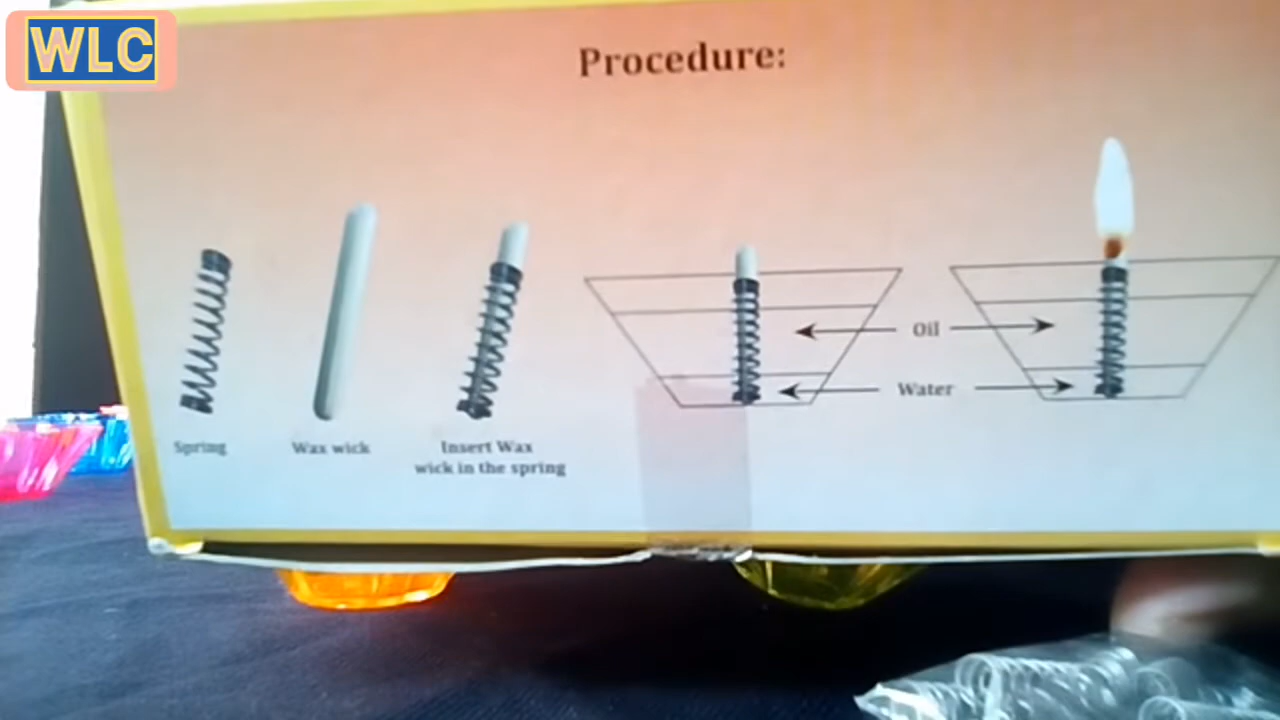 WLC
Procedure:
Oil
Water
Spring
Wax wick
Insert Wax
wick in the spring